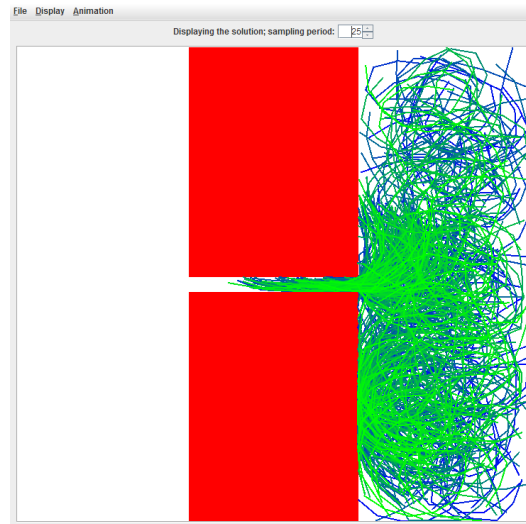 File Display Animation
Displaying the solution; sampling period: 25